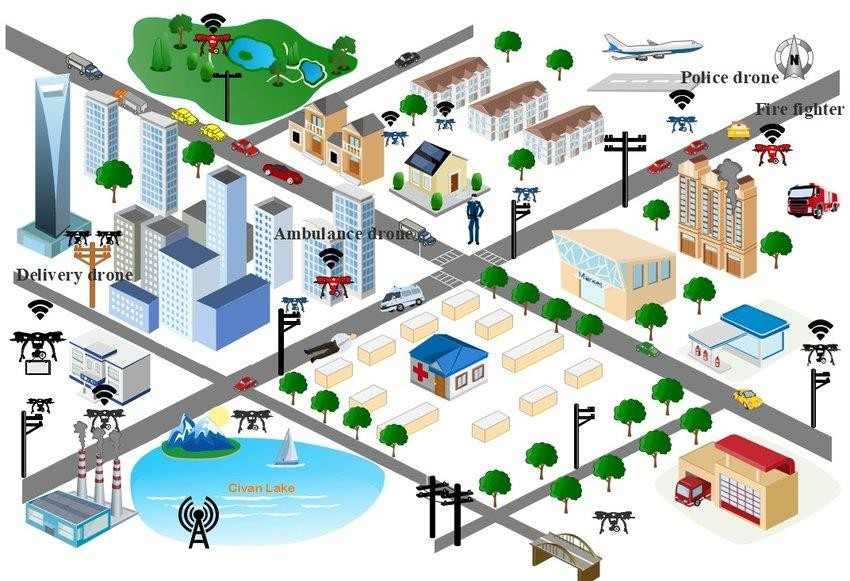 N
Police drone
Fire fighter
Ambulance drone
Delivery drone
Market
Civan Lake